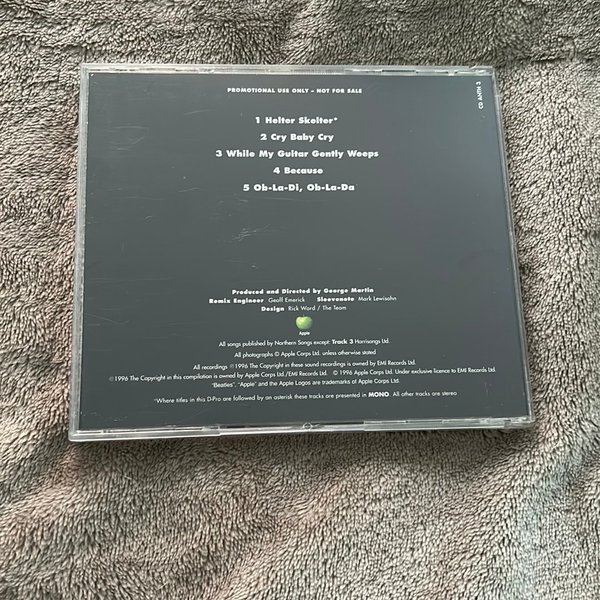 PROMOTIONAL USE ONLY – NOT FOR SALE
CD ANTH 3
1 Helter Skelter*
2 Cry Baby Cry
3 While My Guitar Gently Weeps
4 Because
5 Ob-La-Di, Ob-La-Da
Produced and Directed by George Martin
Remix Engineer Geoff Emerick Sleevenote Mark Lewisohn
Design Rick Ward / The Team
Apple
All songs published by Northern Songs except: Track 3 Harrisongs Ltd.
All photographs © Apple Corps Ltd. unless otherwise stated
All recordings ℗ 1996 The Copyright in these sound recordings is owned by EMI Records Ltd.
℗ 1996 The Copyright in this compilation is owned by Apple Corps Ltd./EMI Records Ltd. © 1996 Apple Corps Ltd. Under exclusive licence to EMI Records Ltd.
"Beatles", "Apple" and the Apple Logos are trademarks of Apple Corps Ltd.
*Where titles in this D-Pro are followed by an asterisk these tracks are presented in MONO. All other tracks are stereo